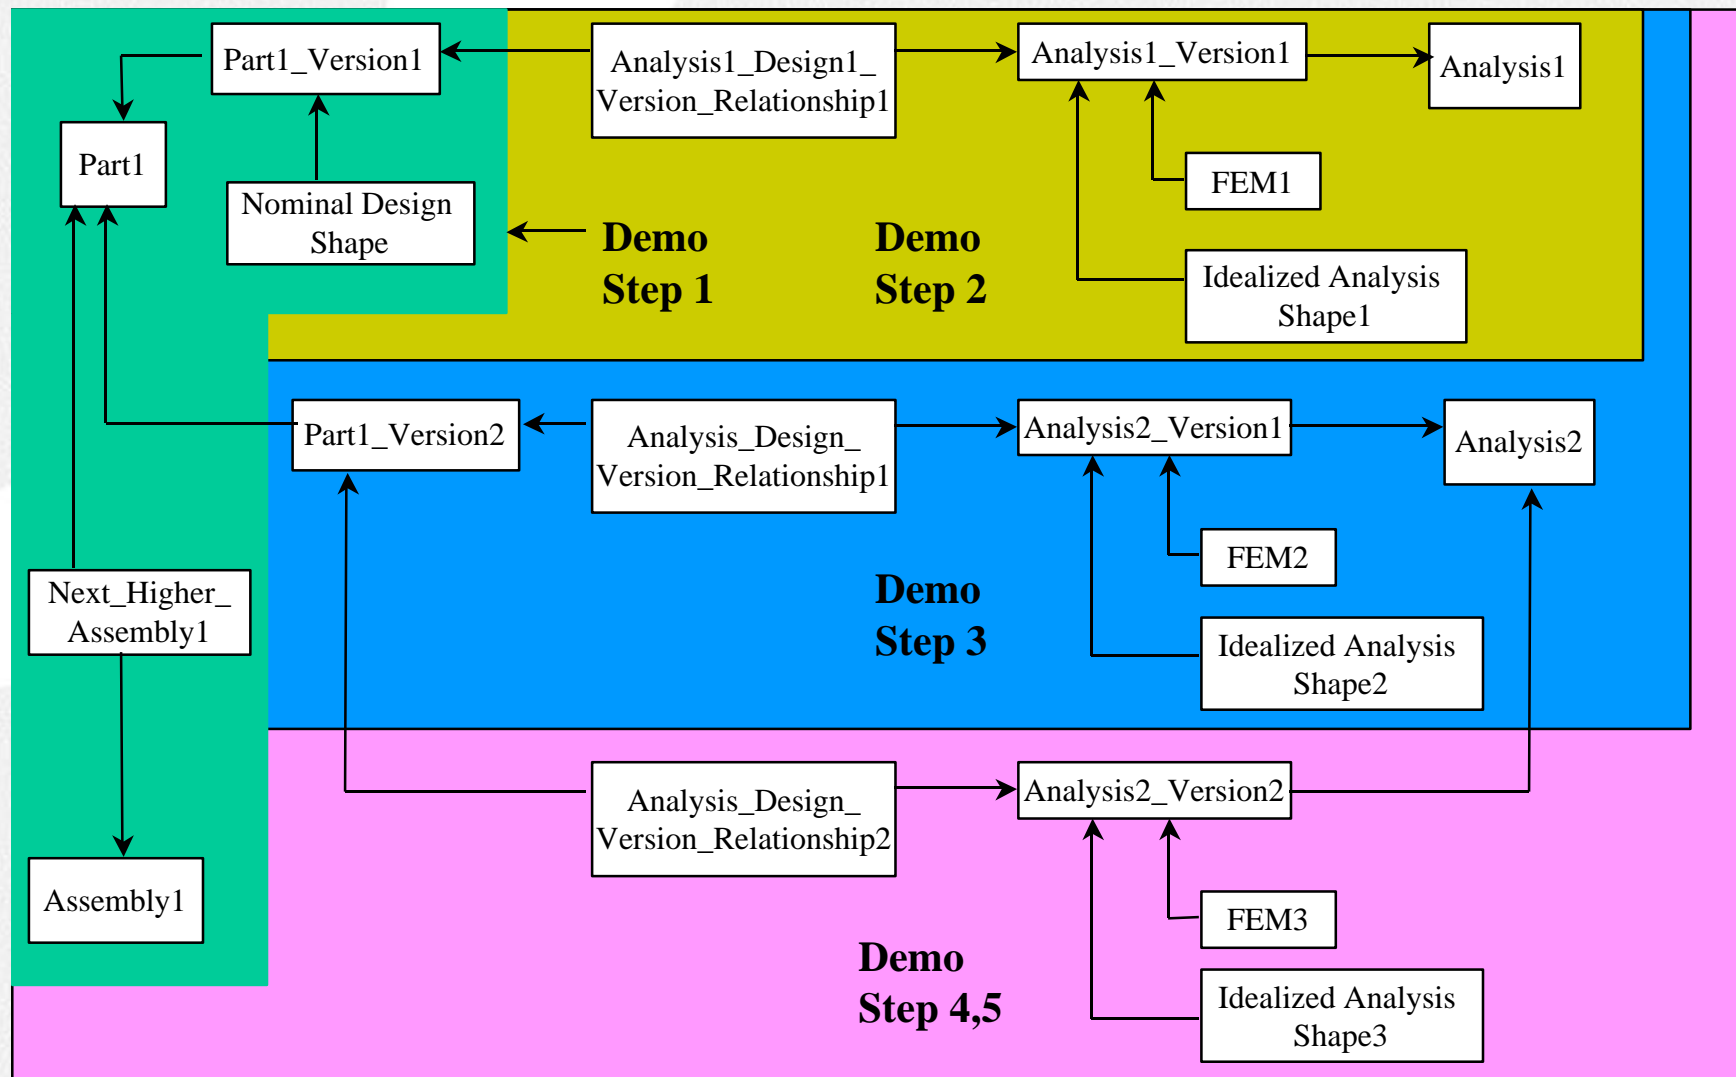 Part1_Version1
Analysis1_Design1_
Version_Relationship1
Analysis1_Version1
Analysis1
Part1
Nominal Design
Shape
FEM1
Demo
Step 1
Demo
Step 2
Idealized Analysis
Shape1
Part1_Version2
Analysis_Design_
Version_Relationship1
Analysis2_Version1
Analysis2
FEM2
Next_Higher_
Assembly1
Demo
Step 3
Idealized Analysis
Shape2
Analysis_Design_
Version_Relationship2
Analysis2_Version2
Assembly1
FEM3
Demo
Step 4,5
Idealized Analysis
Shape3